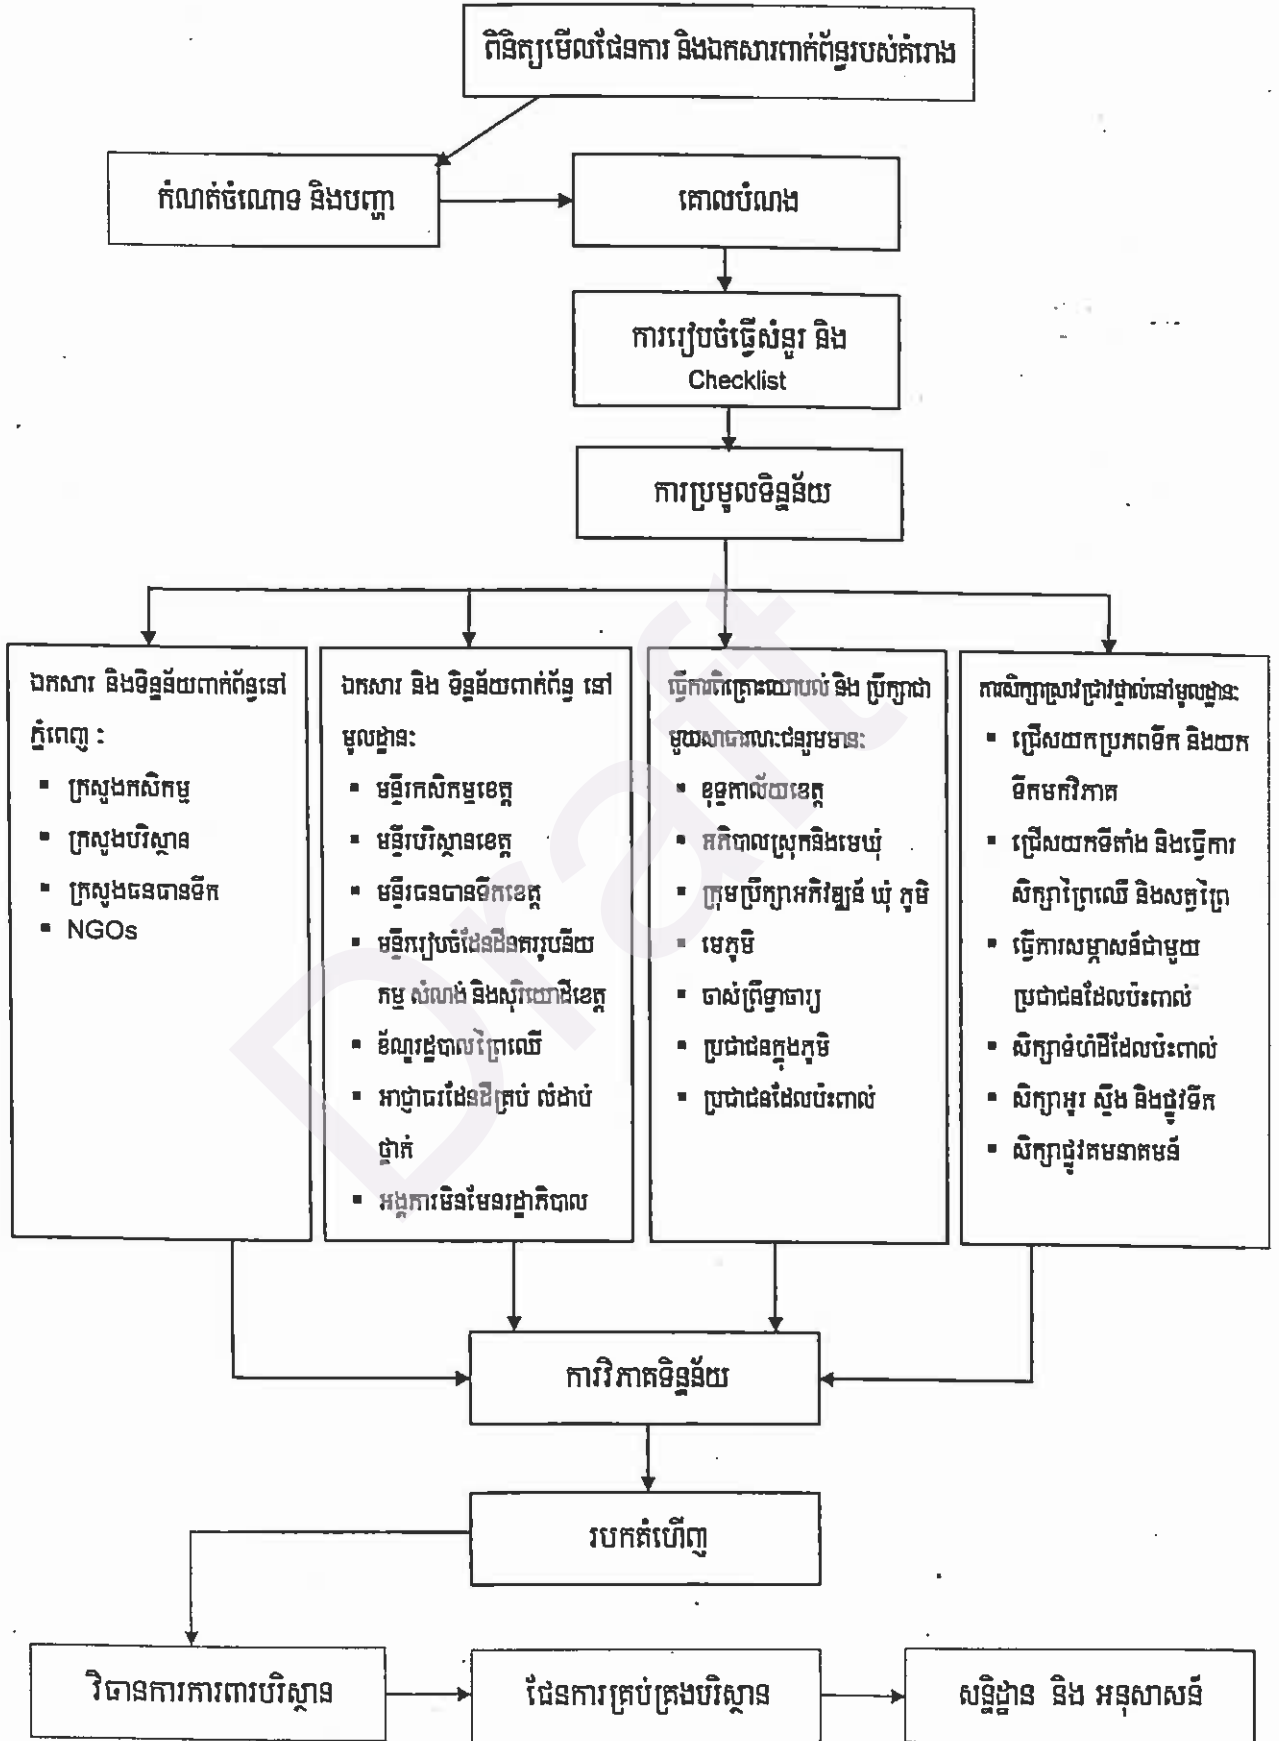 ពិនិត្យមើលផែនការ និងឯកសារពាក់ព័ន្ធរបស់គំរោង
កំណត់ចំណោទ និងបញ្ហា
គោលបំណង
ការរៀបចំធ្វើសំនួរ និង
Checklist
ការប្រមូលទិន្នន័យ
ឯកសារ និងទិន្នន័យពាក់ព័ន្ធនៅ
ភ្នំពេញ ៖
▪ ក្រសួងកសិកម្ម
▪ ក្រសួងបរិស្ថាន
▪ ក្រសួងធនធានទឹក
▪ NGOs
ឯកសារ និង ទិន្នន័យពាក់ព័ន្ធ នៅ
មូលដ្ឋាន:
▪ មន្ទីរកសិកម្មខេត្ត
▪ មន្ទីរបរិស្ថានខេត្ត
▪ មន្ទីរធនធានទឹកខេត្ត
▪ មន្ទីររៀបចំដែនដីនគរូបនីយ
កម្ម សំណង់ និងសុរិយោដីខេត្ត
▪ ខ័ណ្ឌរដ្ឋបាលព្រៃឈើ
▪ អាជ្ញាធរដែនដីគ្រប់ លំដាប់
ថ្នាក់
▪ អង្គការមិនមែនរដ្ឋាភិបាល
ធ្វើការពិគ្រោះយោបល់ និង ប្រឹក្សាជា
មួយសាធារណៈជនរួមមាន:
▪ ខុទ្ទកាល័យខេត្ត
▪ អភិបាលស្រុកនិងមេឃុំ
▪ ក្រុមប្រឹក្សាអភិវឌ្ឍន៍ ឃុំ ភូមិ
▪ មេភូមិ
▪ ចាស់ព្រឹទ្ធាចារ្យ
▪ ប្រជាជនក្នុងភូមិ
▪ ប្រជាជនដែលប៉ះពាល់
ការសិក្សាស្រាវជ្រាវផ្ទាល់នៅមូលដ្ឋាន:
▪ ជ្រើសយកប្រភពទឹក និងយក
ទឹកមកវិភាគ
▪ ជ្រើសយកទីតាំង និងធ្វើការ
សិក្សាព្រៃឈើ និងសត្វព្រៃ
▪ ធ្វើការសម្ភាសន៍ជាមួយ
ប្រជាជនដែលប៉ះពាល់
▪ សិក្សាទំហំដីដែលប៉ះពាល់
▪ សិក្សាអូរ ស្ទឹង និងផ្លូវទឹក
▪ សិក្សាផ្លូវគមនាគមន៍
ការវិភាគទិន្នន័យ
របកគំហើញ
វិធានការការពារបរិស្ថាន
ផែនការគ្រប់គ្រងបរិស្ថាន
សន្និដ្ឋាន និង អនុសាសន៍
Draft